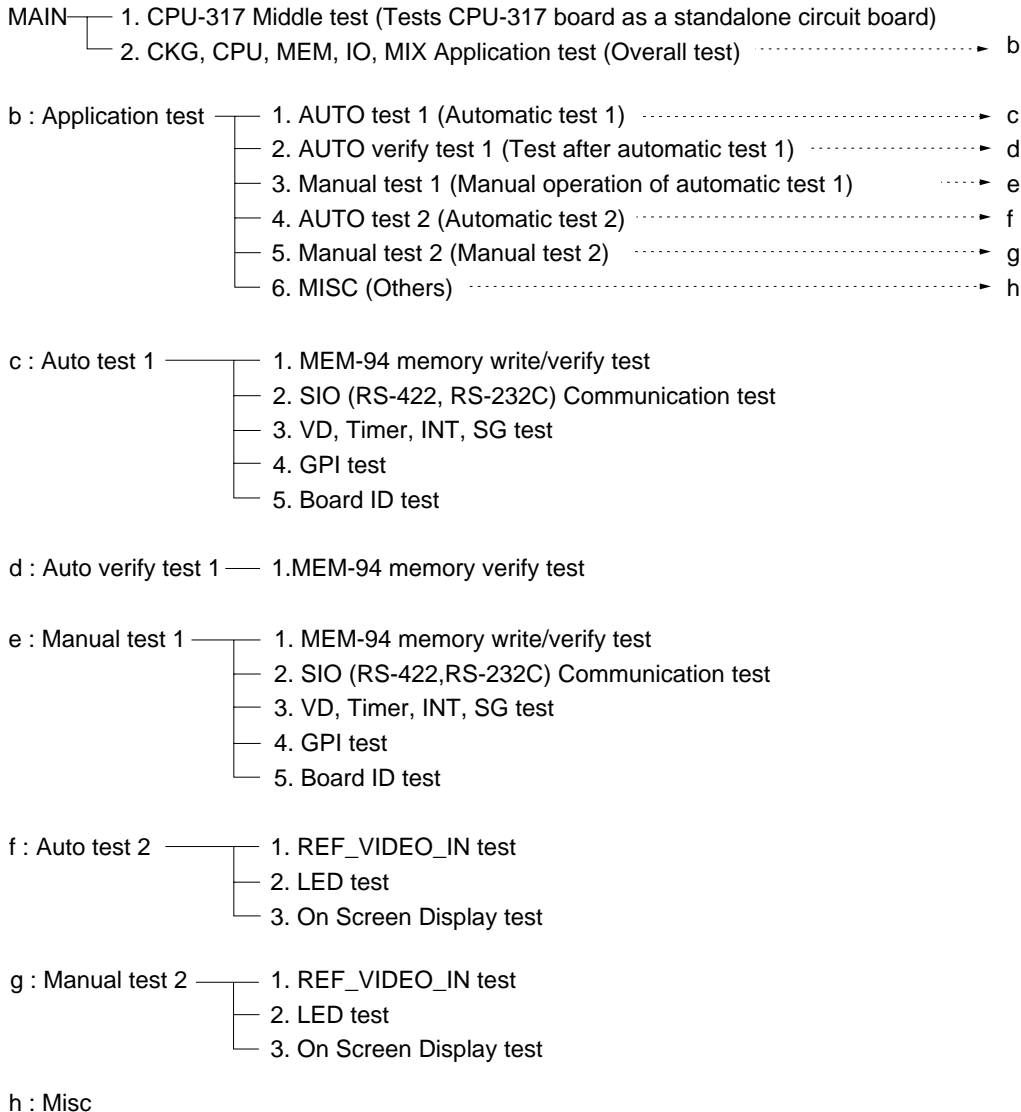 MAIN 1. CPU-317 Middle test (Tests CPU-317 board as a standalone circuit board)
2. CKG, CPU, MEM, IO, MIX Application test (Overall test) b
b : Application test 1. AUTO test 1 (Automatic test 1) c
2. AUTO verify test 1 (Test after automatic test 1) d
3. Manual test 1 (Manual operation of automatic test 1) e
4. AUTO test 2 (Automatic test 2) f
5. Manual test 2 (Manual test 2) g
6. MISC (Others) h
c : Auto test 1 1. MEM-94 memory write/verify test
2. SIO (RS-422, RS-232C) Communication test
3. VD, Timer, INT, SG test
4. GPI test
5. Board ID test
d : Auto verify test 1 1.MEM-94 memory verify test
e : Manual test 1 1. MEM-94 memory write/verify test
2. SIO (RS-422,RS-232C) Communication test
3. VD, Timer, INT, SG test
4. GPI test
5. Board ID test
f : Auto test 2 1. REF_VIDEO_IN test
2. LED test
3. On Screen Display test
g : Manual test 2 1. REF_VIDEO_IN test
2. LED test
3. On Screen Display test
h : Misc